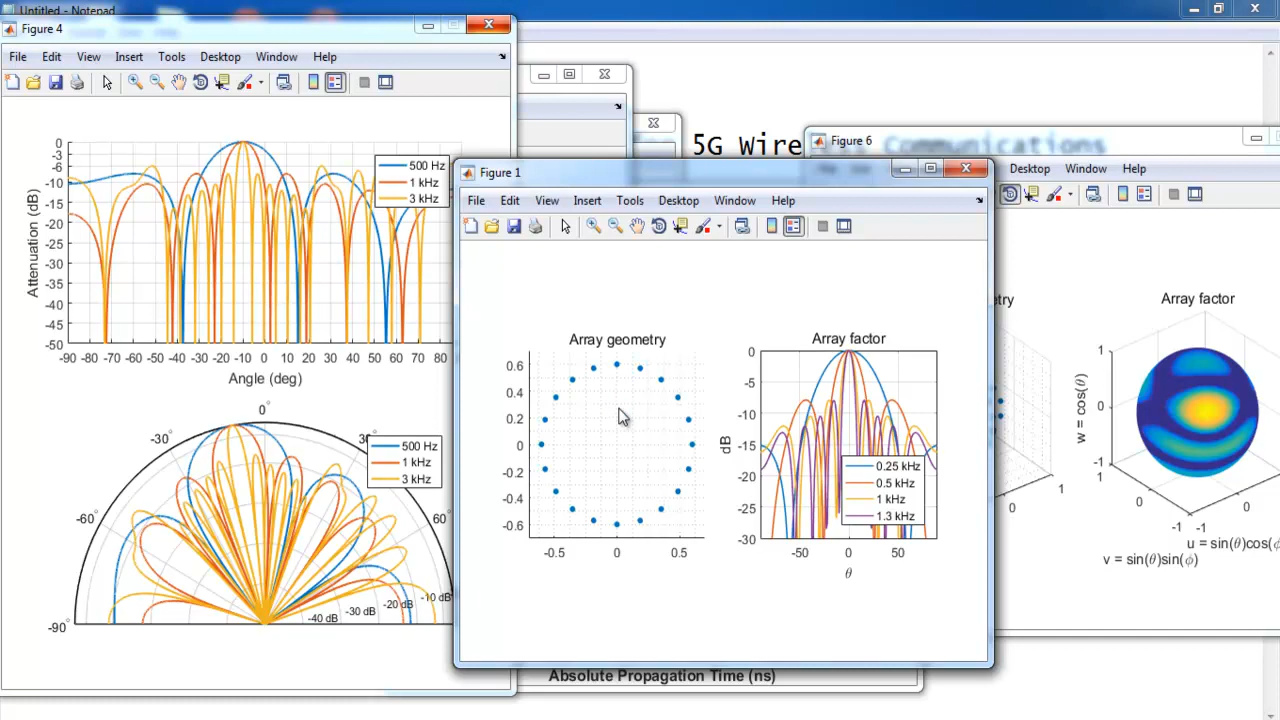 Untitled - Notepad
Figure 4
File Edit View Insert Tools Desktop Window Help
0
-3
-6
-10
-15
-20
-25
-30
-35
-40
-45
-50
Attenuation (dB)
-90 -80 -70 -60 -50 -40 -30 -20 -10 0 10 20 30 40 50 60 70 80
Angle (deg)
500 Hz
1 kHz
3 kHz
0°
-30°
30
-60°
60
-90°
-10 dB
-20 dB
-30 dB
-40 dB
500 Hz
1 kHz
3 kHz
5G Wire
Communications
Figure 1
File Edit View Insert Tools Desktop Window Help
Array geometry
0.6
0.4
0.2
0
-0.2
-0.4
-0.6
-0.5 0 0.5
Array factor
0
-5
-10
-15
-20
-25
-30
dB
-50 0 50
θ
0.25 kHz
0.5 kHz
1 kHz
1.3 kHz
Figure 6
Desktop Window Help
etry
1
0
Array factor
1
0
-1
w = cos(θ)
1
0
-1
-1
0
u = sin(θ)cos(ϕ
v = sin(θ)sin(ϕ)
Absolute Propagation Time (ns)